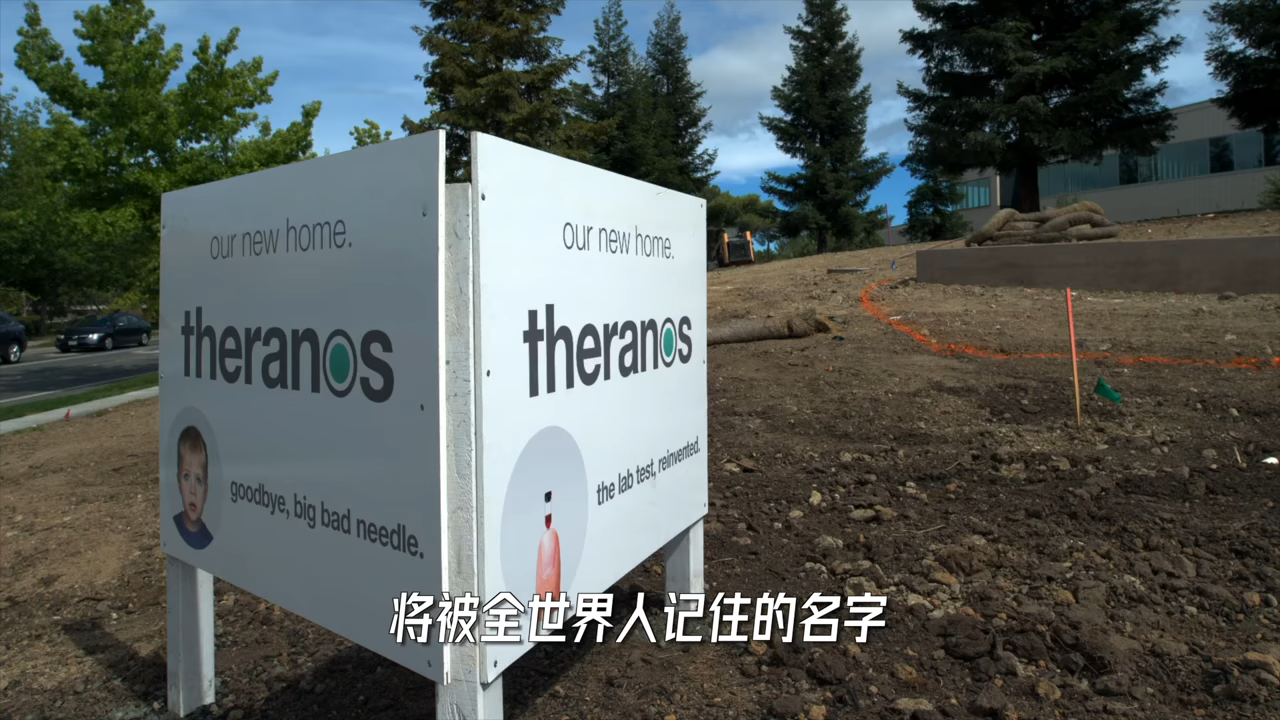 our new home.
theranos
goodbye, big bad needle.
our new home.
theranos
the lab test, reinvented.
将被全世界人记住的名字